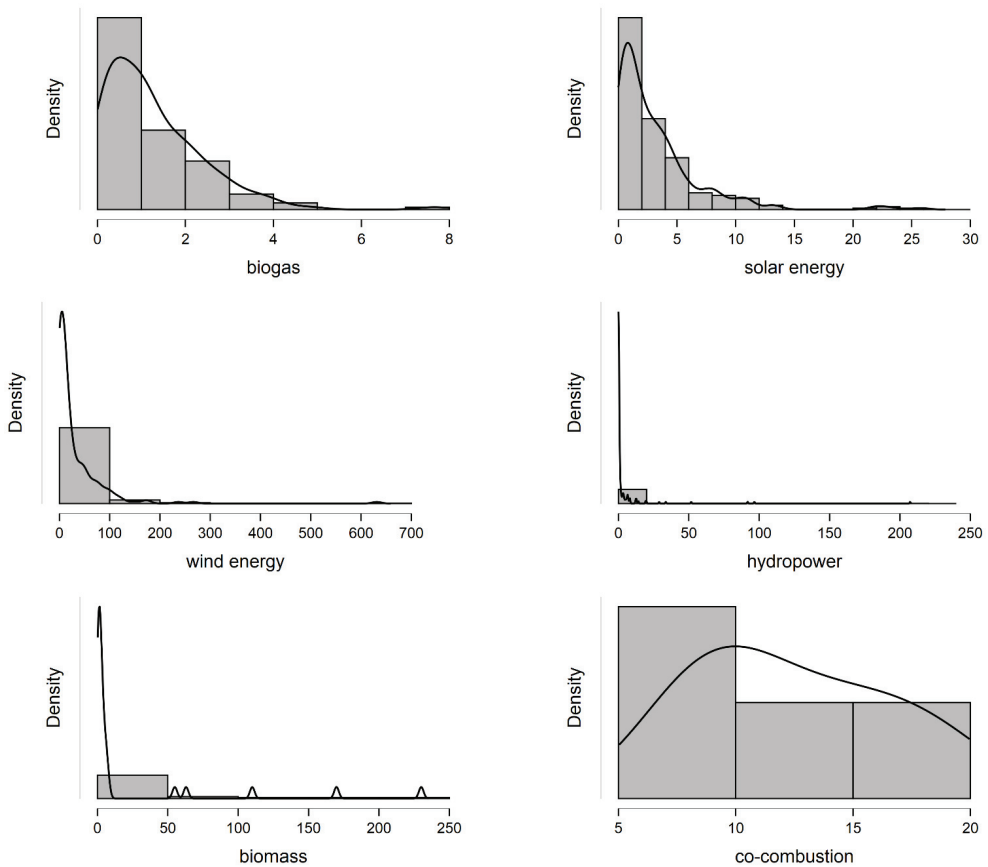 Density
0 2 4 6 8
biogas
Density
0 5 10 15 20 25 30
solar energy
Density
0 100 200 300 400 500 600 700
wind energy
Density
0 50 100 150 200 250
hydropower
Density
0 50 100 150 200 250
biomass
Density
5 10 15 20
co-combustion